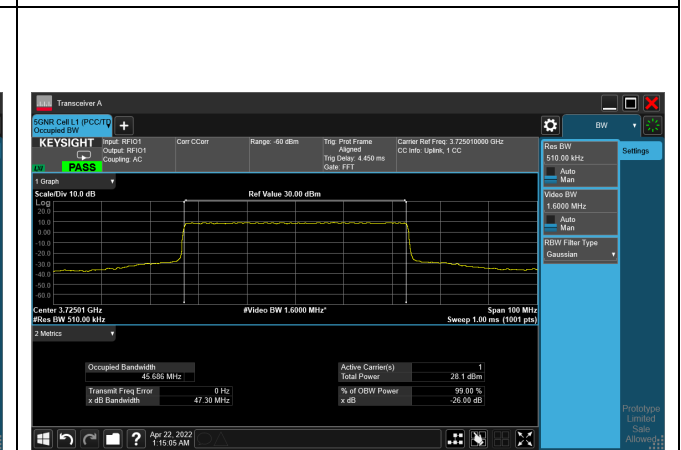 Transceiver A
5GNR Cell L1 (PCC/TD
Occupied BW
KEYSIGHT
Input: RFIO1
Output: RFIO1
Coupling: AC
Corr CCorr
Range: -60 dBm
Trig: Prot Frame
Aligned
Trig Delay: 4.450 ms
Gate: FFT
Carrier Ref Freq: 3.725010000 GHz
CC Info: Uplink, 1 CC
PASS
1 Graph
Scale/Div 10.0 dB
Ref Value 30.00 dBm
Log
20.0
10.0
0.00
-10.0
-20.0
-30.0
-40.0
-50.0
-60.0
Center 3.72501 GHz
#Res BW 510.00 kHz
#Video BW 1.6000 MHz*
Span 100 MHz
Sweep 1.00 ms (1001 pts)
2 Metrics
Occupied Bandwidth
45.686 MHz
Transmit Freq Error
0 Hz
x dB Bandwidth
47.30 MHz
Active Carrier(s)
1
Total Power
28.1 dBm
% of OBW Power
99.00 %
x dB
-26.00 dB
BW
Res BW
510.00 kHz
Auto
Man
Video BW
1.6000 MHz
Auto
Man
RBW Filter Type
Gaussian
Settings
Prototype
Limited
Sale
Allowed
Apr 22, 2022
1:15:05 AM